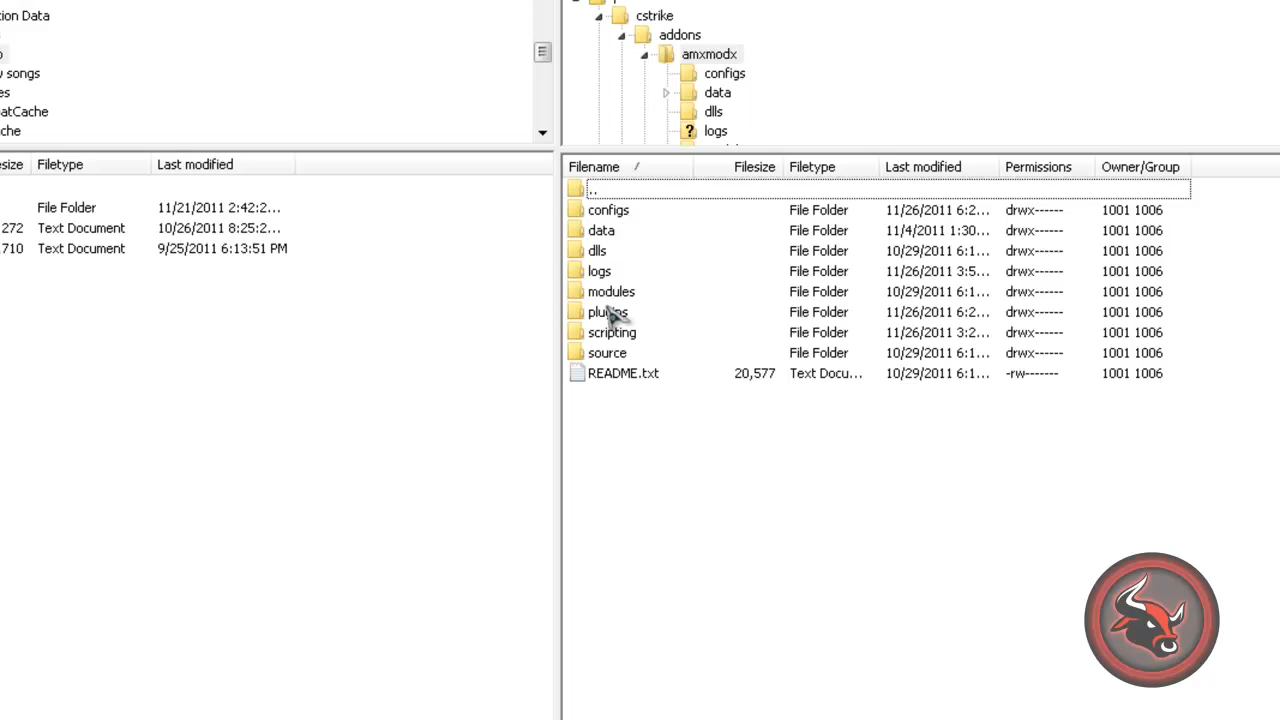 ion Data
cstrike
addons
o
amxmodx
v songs
configs
es
data
atCache
dlls
che
logs
size Filetype Last modified
File Folder 11/21/2011 2:42:2...
272 Text Document 10/26/2011 8:25:2...
710 Text Document 9/25/2011 6:13:51 PM
Filename / Filesize Filetype Last modified Permissions Owner/Group
..
configs File Folder 11/26/2011 6:2... drwx------ 1001 1006
data File Folder 11/4/2011 1:30... drwx------ 1001 1006
dlls File Folder 10/29/2011 6:1... drwx------ 1001 1006
logs File Folder 11/26/2011 3:5... drwx------ 1001 1006
modules File Folder 10/29/2011 6:1... drwx------ 1001 1006
plugins File Folder 11/26/2011 6:2... drwx------ 1001 1006
scripting File Folder 11/26/2011 3:2... drwx------ 1001 1006
source File Folder 10/29/2011 6:1... drwx------ 1001 1006
README.txt 20,577 Text Docu... 10/29/2011 6:1... -rw------- 1001 1006